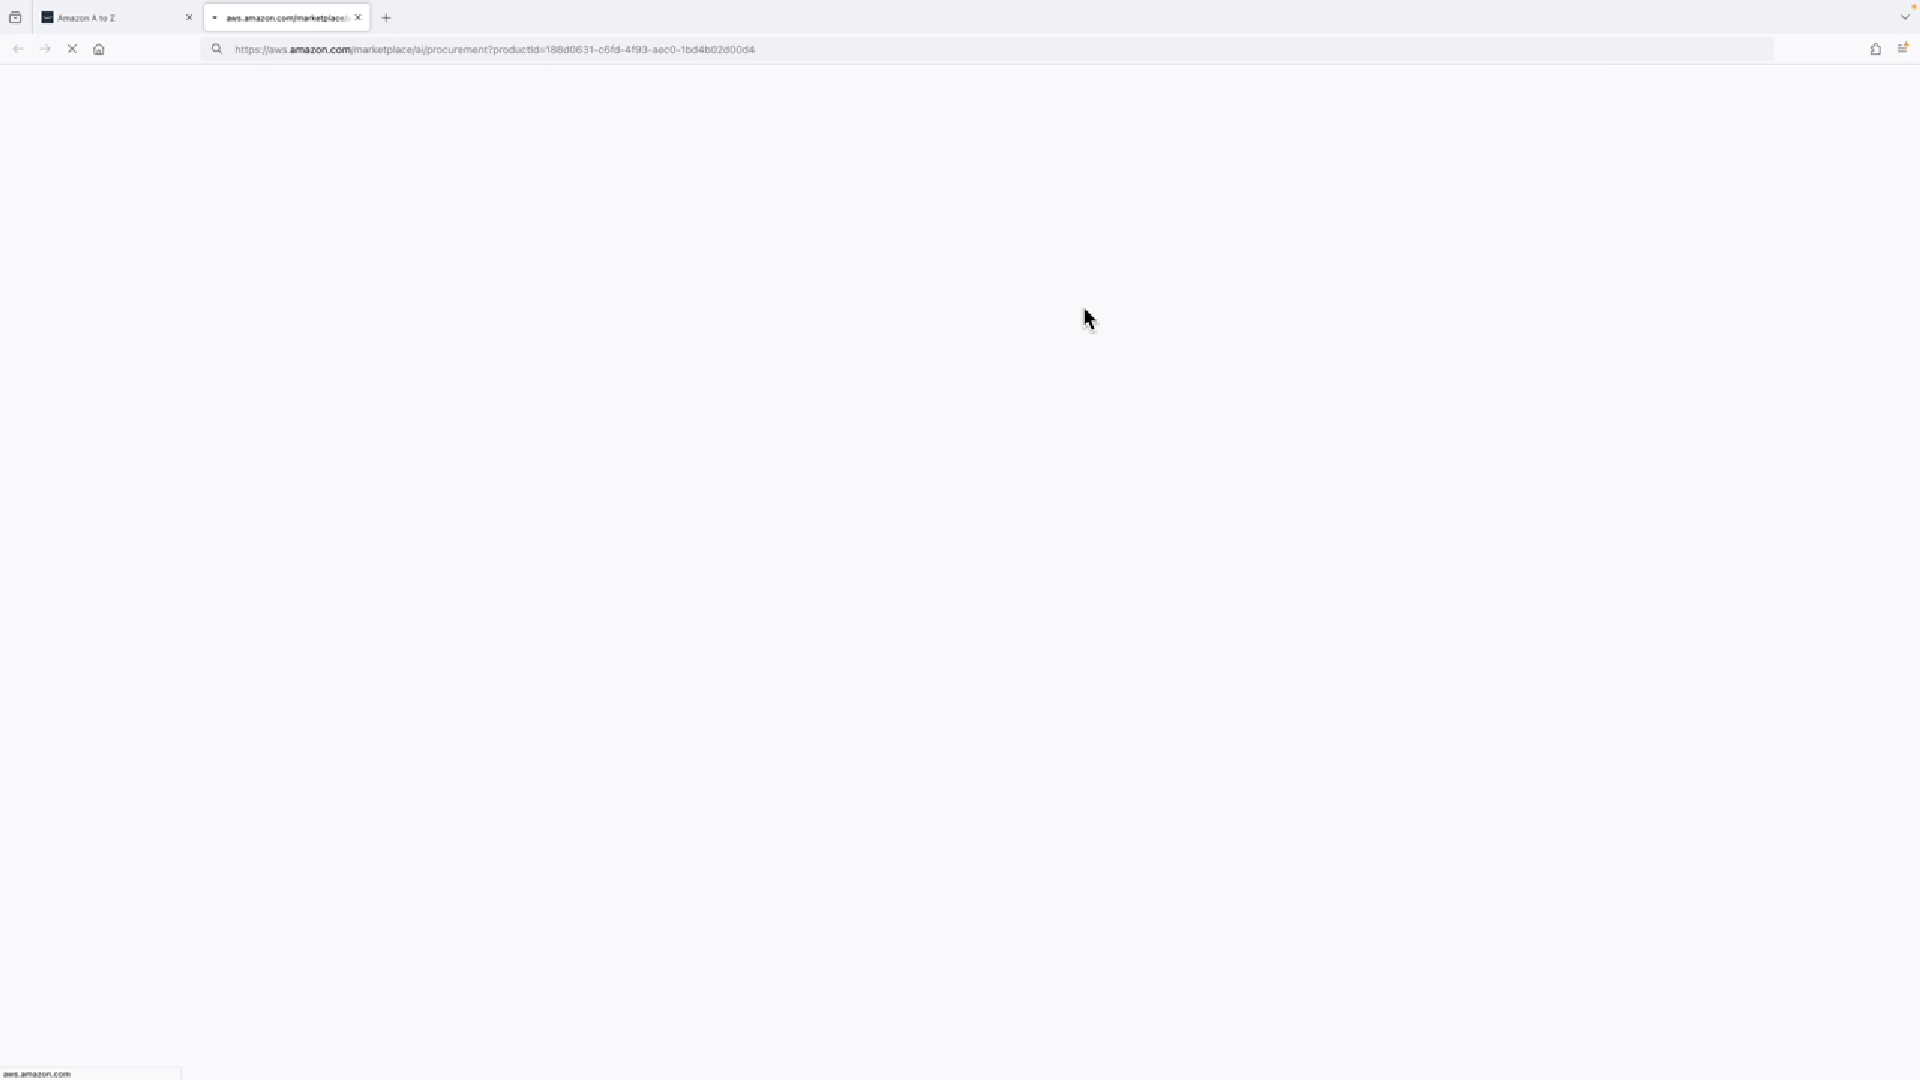 Amazon A to Z
aws.amazon.com/marketplace/
https://aws.amazon.com/marketplace/ai/procurement?productId=188d0631-c6fd-4f93-aec0-1bd4b02d00d4
aws.amazon.com